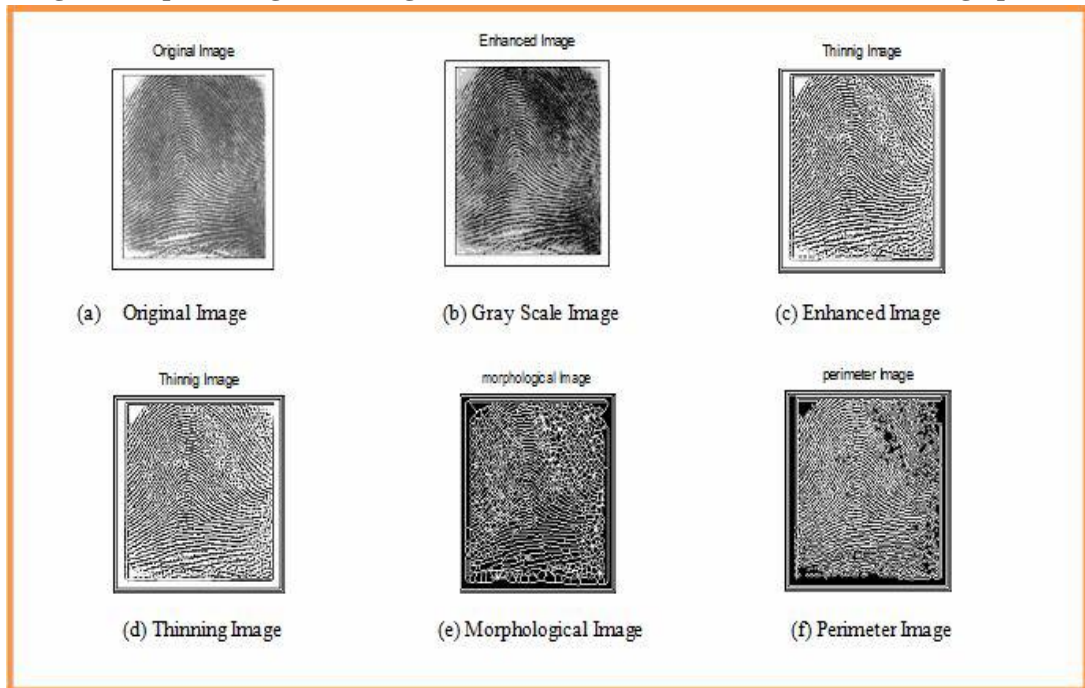 Original Image
Enhanced Image
Thinnig Image
(a) Original Image
(b) Gray Scale Image
(c) Enhanced Image
Thinnig Image
morphological Image
perimeter Image
(d) Thinning Image
(e) Morphological Image
(f) Perimeter Image